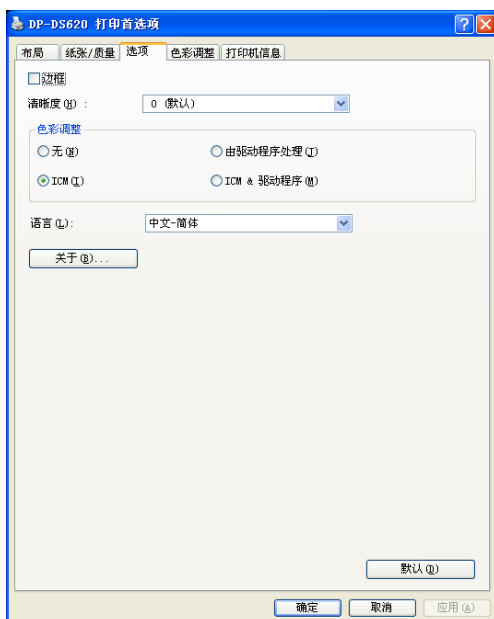 DP-DS620 打印首选项
布局 纸张/质量 选项 色彩调整 打印机信息
边框
清晰度(H) : 0 (默认)
色彩调整
无(N) 由驱动程序处理(T)
ICM(I) ICM & 驱动程序(M)
语言(L): 中文-简体
关于(B)...
默认(D)
确定 取消 应用(A)